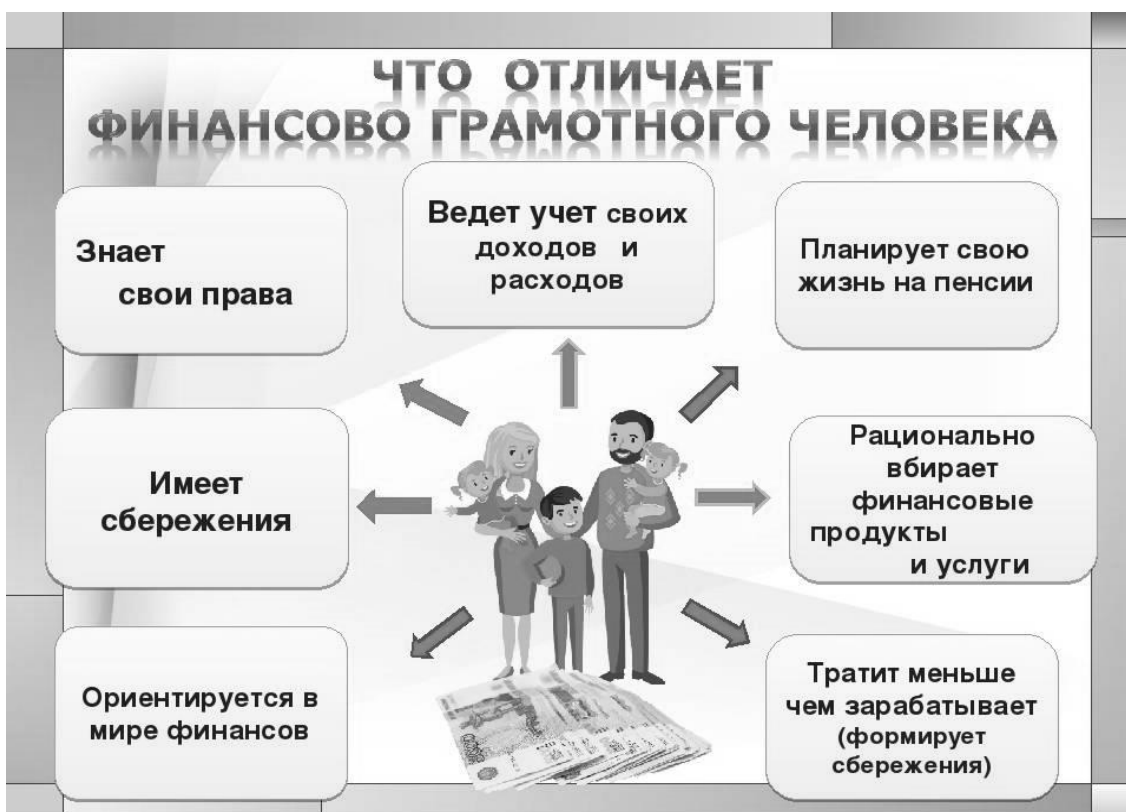 ЧТО ОТЛИЧАЕТ
ФИНАНСОВО ГРАМОТНОГО ЧЕЛОВЕКА
Знает
свои права
Ведет учет своих
доходов и
расходов
Планирует свою
жизнь на пенсии
Имеет
сбережения
Рационально
вбирает
финансовые
продукты
и услуги
Ориентируется в
мире финансов
Тратит меньше
чем зарабатывает
(формирует
сбережения)